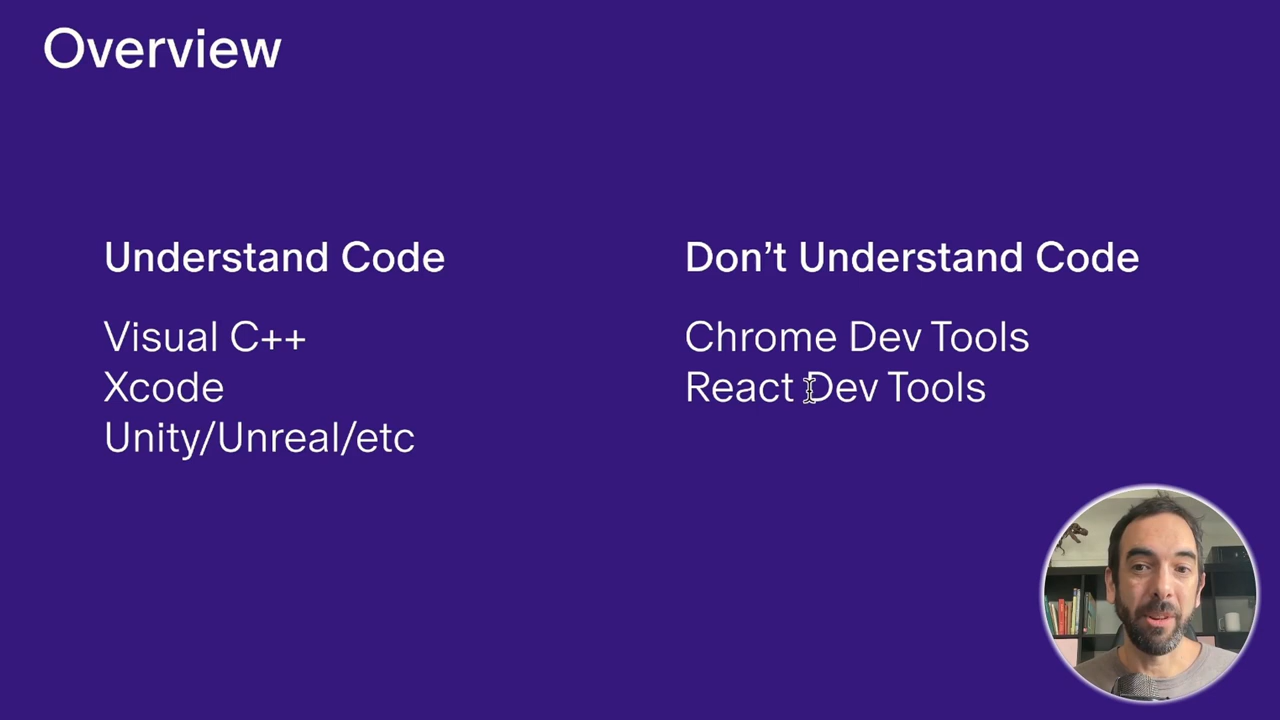 Overview
Understand Code
Visual C++
Xcode
Unity/Unreal/etc
Don’t Understand Code
Chrome Dev Tools
React Dev Tools